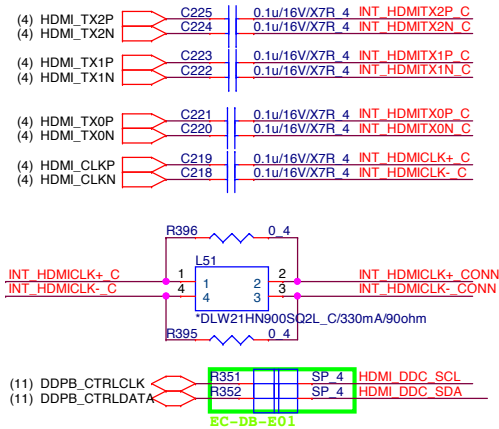 (4) HDMI_TX2P C225 0.1u/16V/X7R_4 INT_HDMITX2P_C
(4) HDMI_TX2N C224 0.1u/16V/X7R_4 INT_HDMITX2N_C
(4) HDMI_TX1P C223 0.1u/16V/X7R_4 INT_HDMITX1P_C
(4) HDMI_TX1N C222 0.1u/16V/X7R_4 INT_HDMITX1N_C
(4) HDMI_TX0P C221 0.1u/16V/X7R_4 INT_HDMITX0P_C
(4) HDMI_TX0N C220 0.1u/16V/X7R_4 INT_HDMITX0N_C
(4) HDMI_CLKP C219 0.1u/16V/X7R_4 INT_HDMICLK+_C
(4) HDMI_CLKN C218 0.1u/16V/X7R_4 INT_HDMICLK-_C
R396 0_4
L51
INT_HDMICLK+_C 1 1 2 2 INT_HDMICLK+_CONN
INT_HDMICLK-_C 4 4 3 3 INT_HDMICLK-_CONN
*DLW21HN900SQ2L_C/330mA/90ohm
R395 0_4
(11) DDPB_CTRLCLK R351 SP_4 HDMI_DDC_SCL
(11) DDPB_CTRLDATA R352 SP_4 HDMI_DDC_SDA
EC-DB-E01